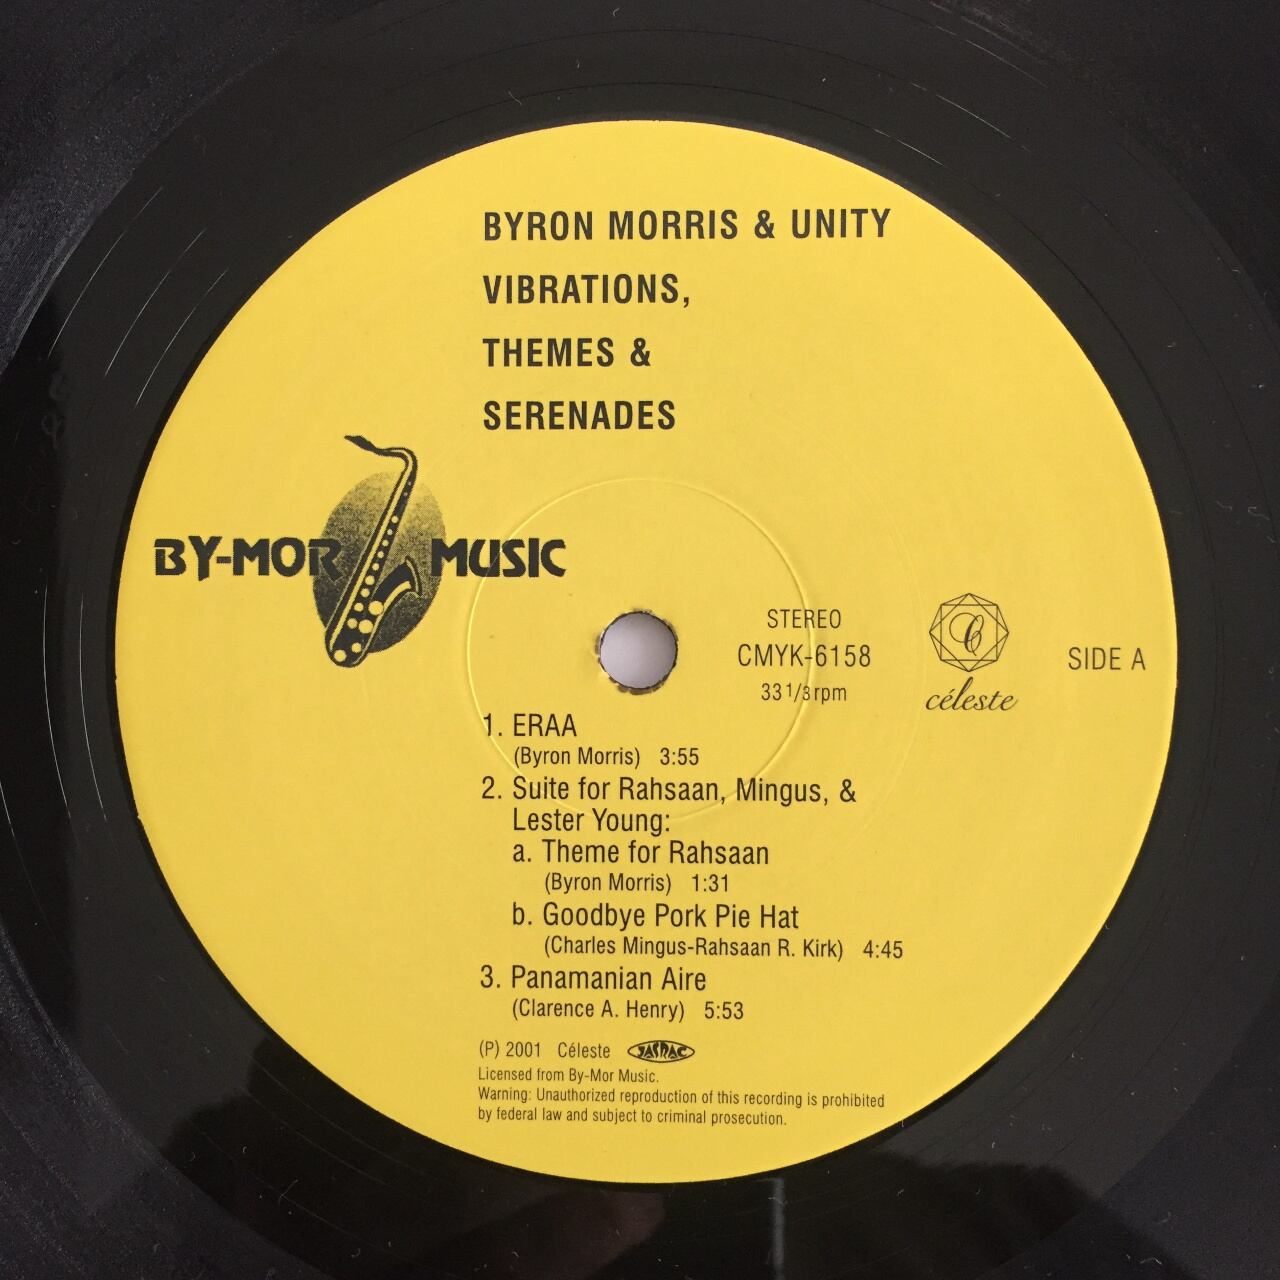 BYRON MORRIS & UNITY
VIBRATIONS,
THEMES &
SERENADES
BY-MOR MUSIC
STEREO
CMYK-6158
33 1/3 rpm
C
céleste
SIDE A
1. ERAA
(Byron Morris) 3:55
2. Suite for Rahsaan, Mingus, &
Lester Young:
a. Theme for Rahsaan
(Byron Morris) 1:31
b. Goodbye Pork Pie Hat
(Charles Mingus-Rahsaan R. Kirk) 4:45
3. Panamanian Aire
(Clarence A. Henry) 5:53
(P) 2001 Céleste JASRAC
Licensed from By-Mor Music.
Warning: Unauthorized reproduction of this recording is prohibited
by federal law and subject to criminal prosecution.